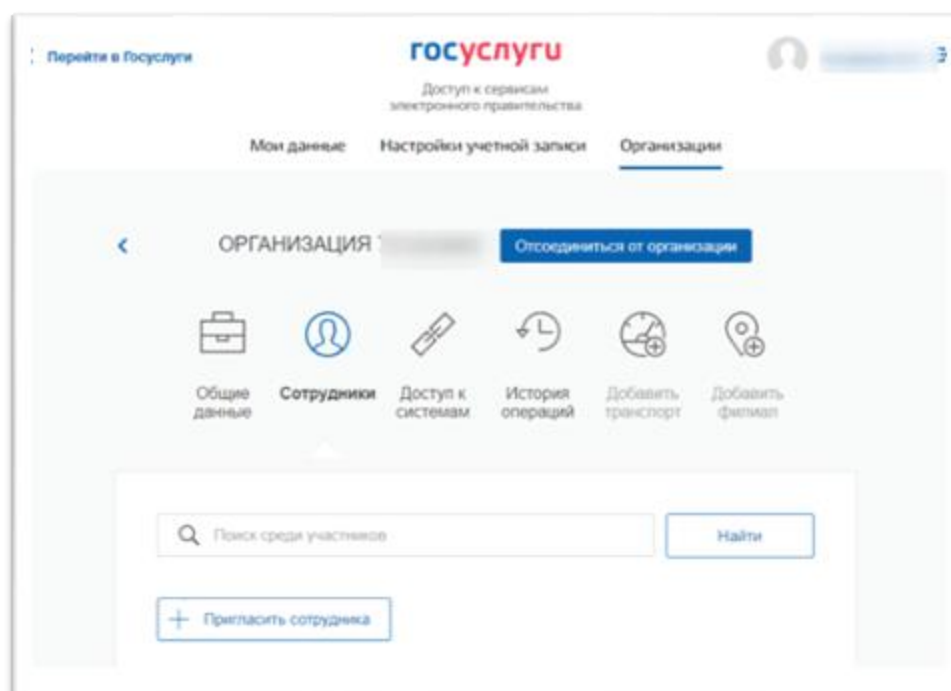 Перейти в Госуслуги
госуслуги
Доступ к сервисам
электронного правительства
Мои данные Настройки учетной записи Организации
ОРГАНИЗАЦИЯ Отсоединиться от организации
Общие данные
Сотрудники
Доступ к системам
История операций
Добавить транспорт
Добавить филиал
Поиск среди участников Найти
+ Пригласить сотрудника